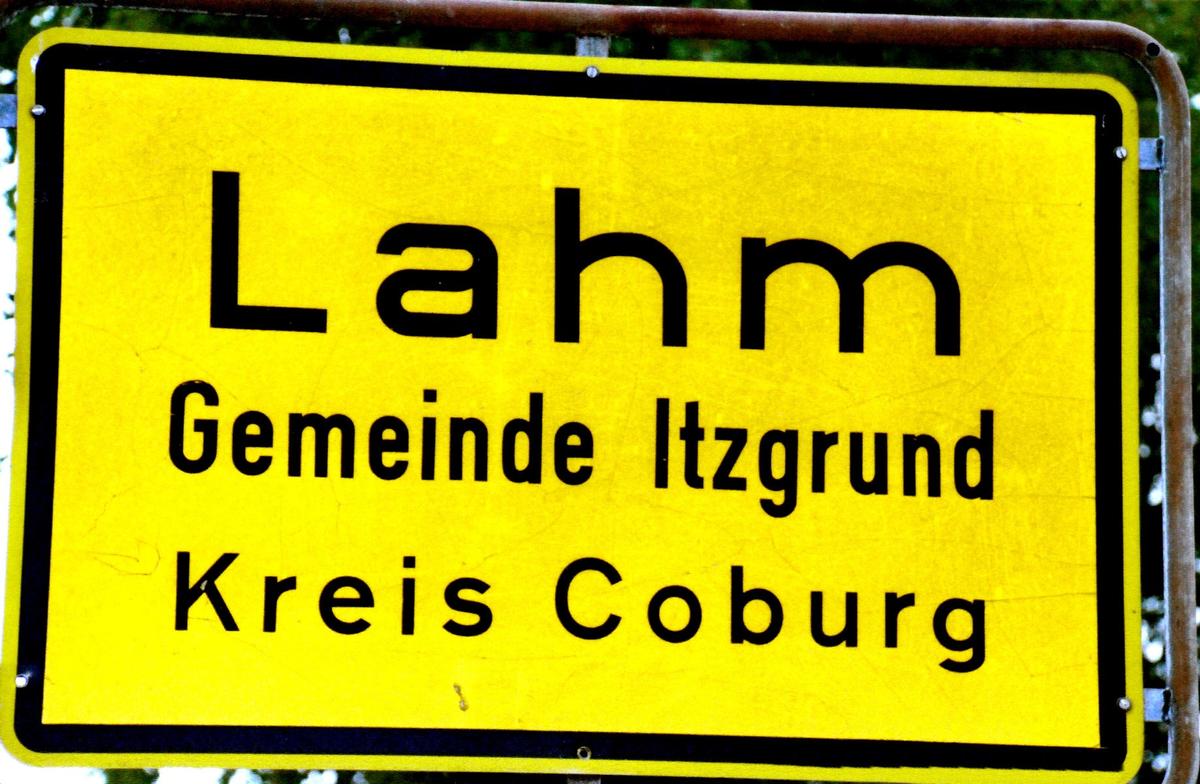 Lahm
Gemeinde Itzgrund
Kreis Coburg